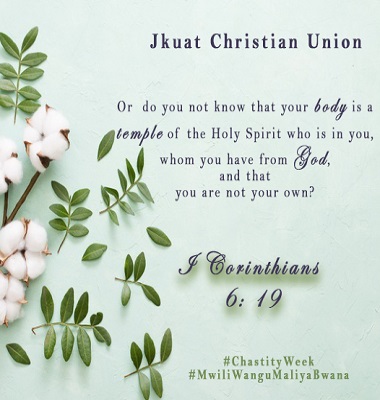 Jkuat Christian Union
Or do you not know that your body is a
temple of the Holy Spirit who is in you,
whom you have from God,
and that
you are not your own?
I Corinthians
6: 19
#ChastityWeek
#MwiliWanguMaliyaBwana